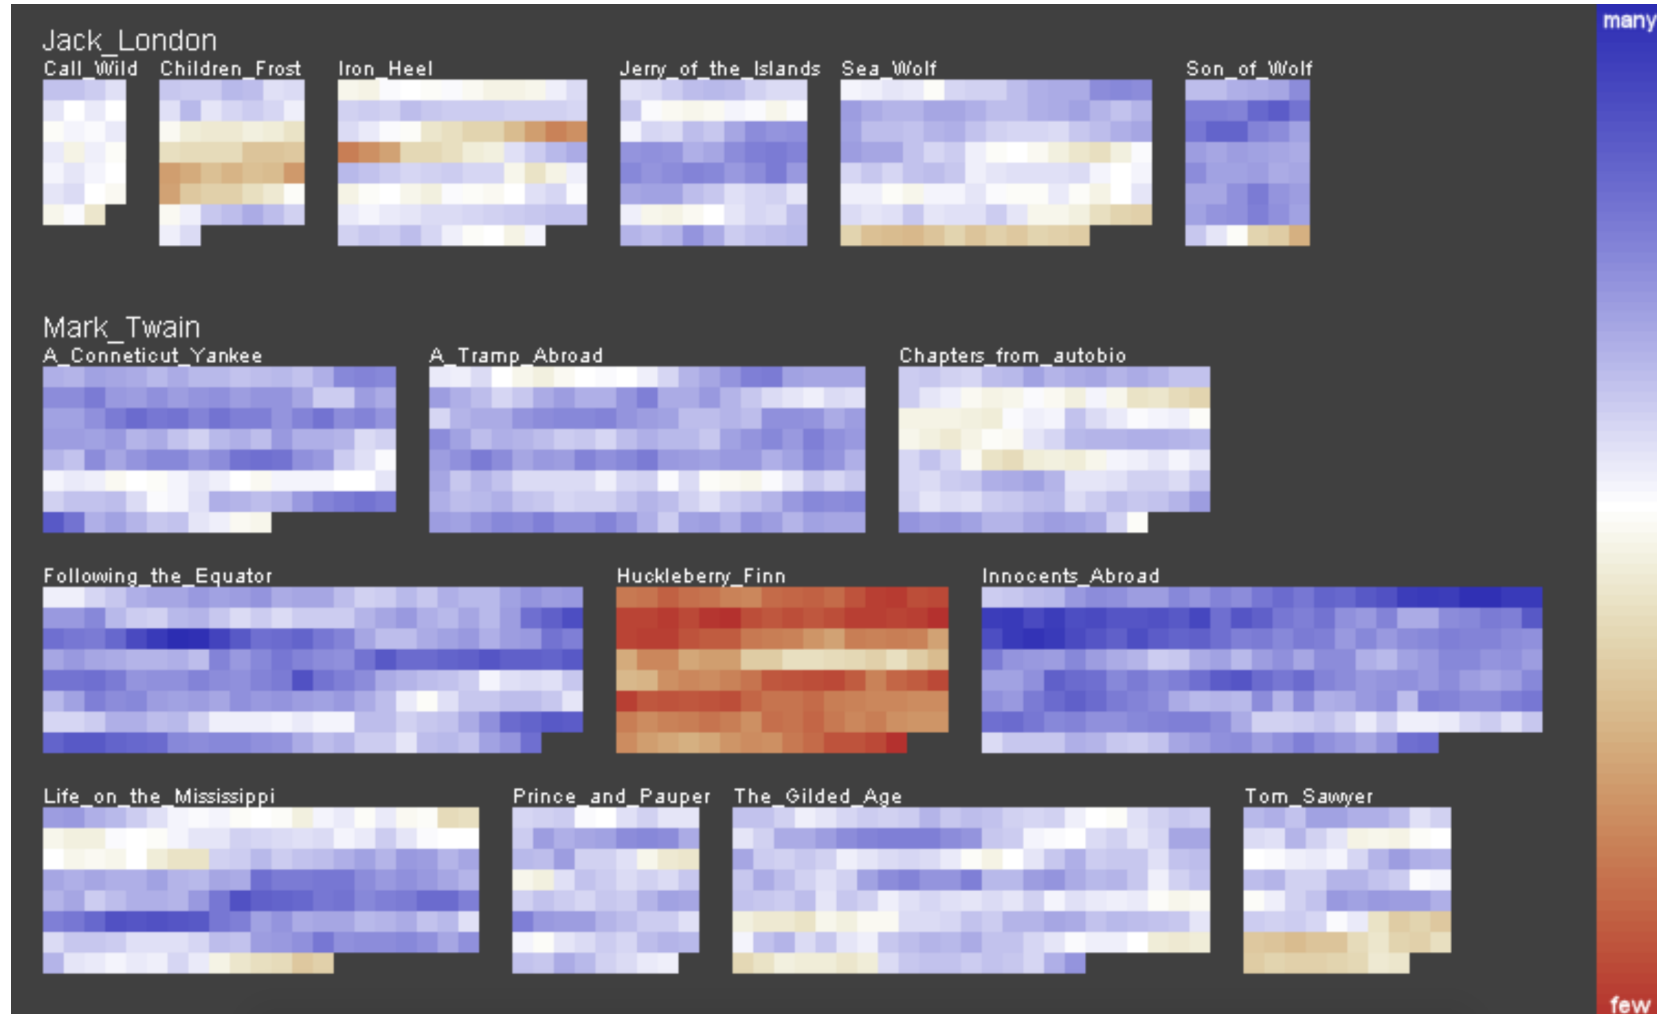 many
Jack_London
Call_Wild Children_Frost Iron_Heel Jerry_of_the_Islands Sea_Wolf Son_of_Wolf
Mark_Twain
A_Conneticut_Yankee A_Tramp_Abroad Chapters_from_autobio
Following_the_Equator Huckleberry_Finn Innocents_Abroad
Life_on_the_Mississippi Prince_and_Pauper The_Gilded_Age Tom_Sawyer
few